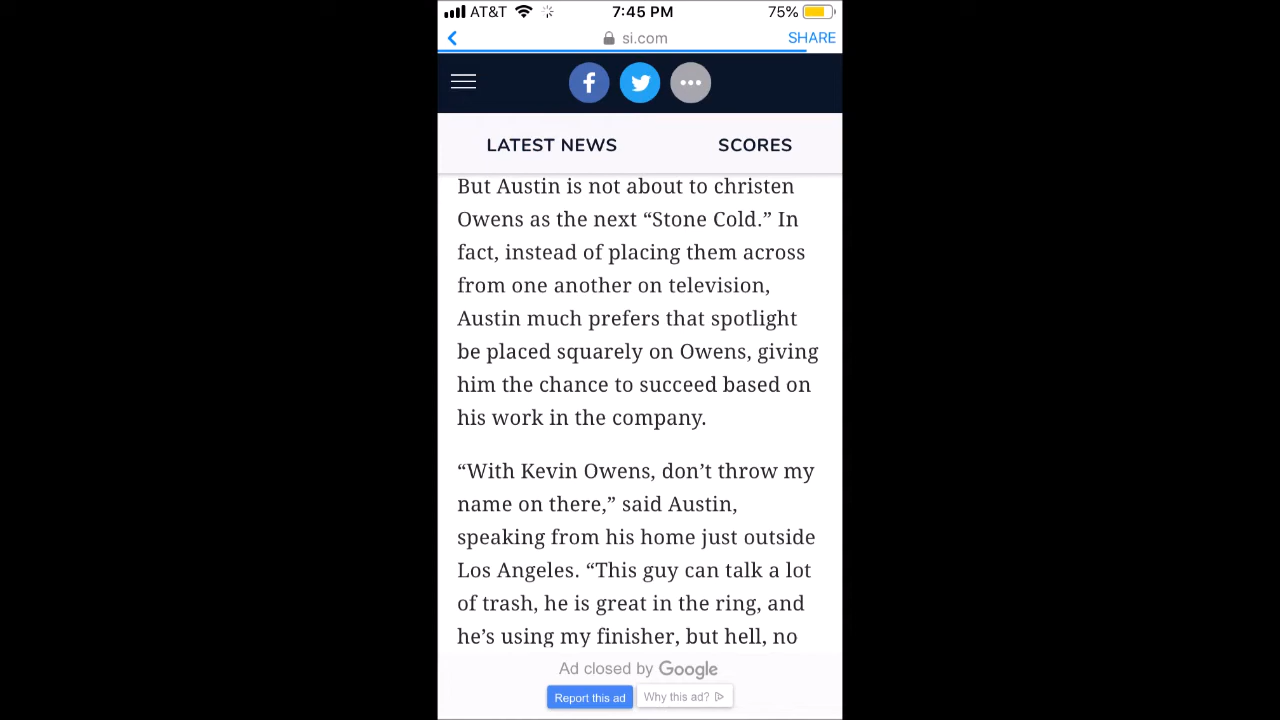 AT&T 7:45 PM 75%
si.com SHARE
f
LATEST NEWS SCORES
But Austin is not about to christen
Owens as the next “Stone Cold.” In
fact, instead of placing them across
from one another on television,
Austin much prefers that spotlight
be placed squarely on Owens, giving
him the chance to succeed based on
his work in the company.
“With Kevin Owens, don’t throw my
name on there,” said Austin,
speaking from his home just outside
Los Angeles. “This guy can talk a lot
of trash, he is great in the ring, and
he’s using my finisher, but hell, no
Ad closed by Google
Report this ad Why this ad?